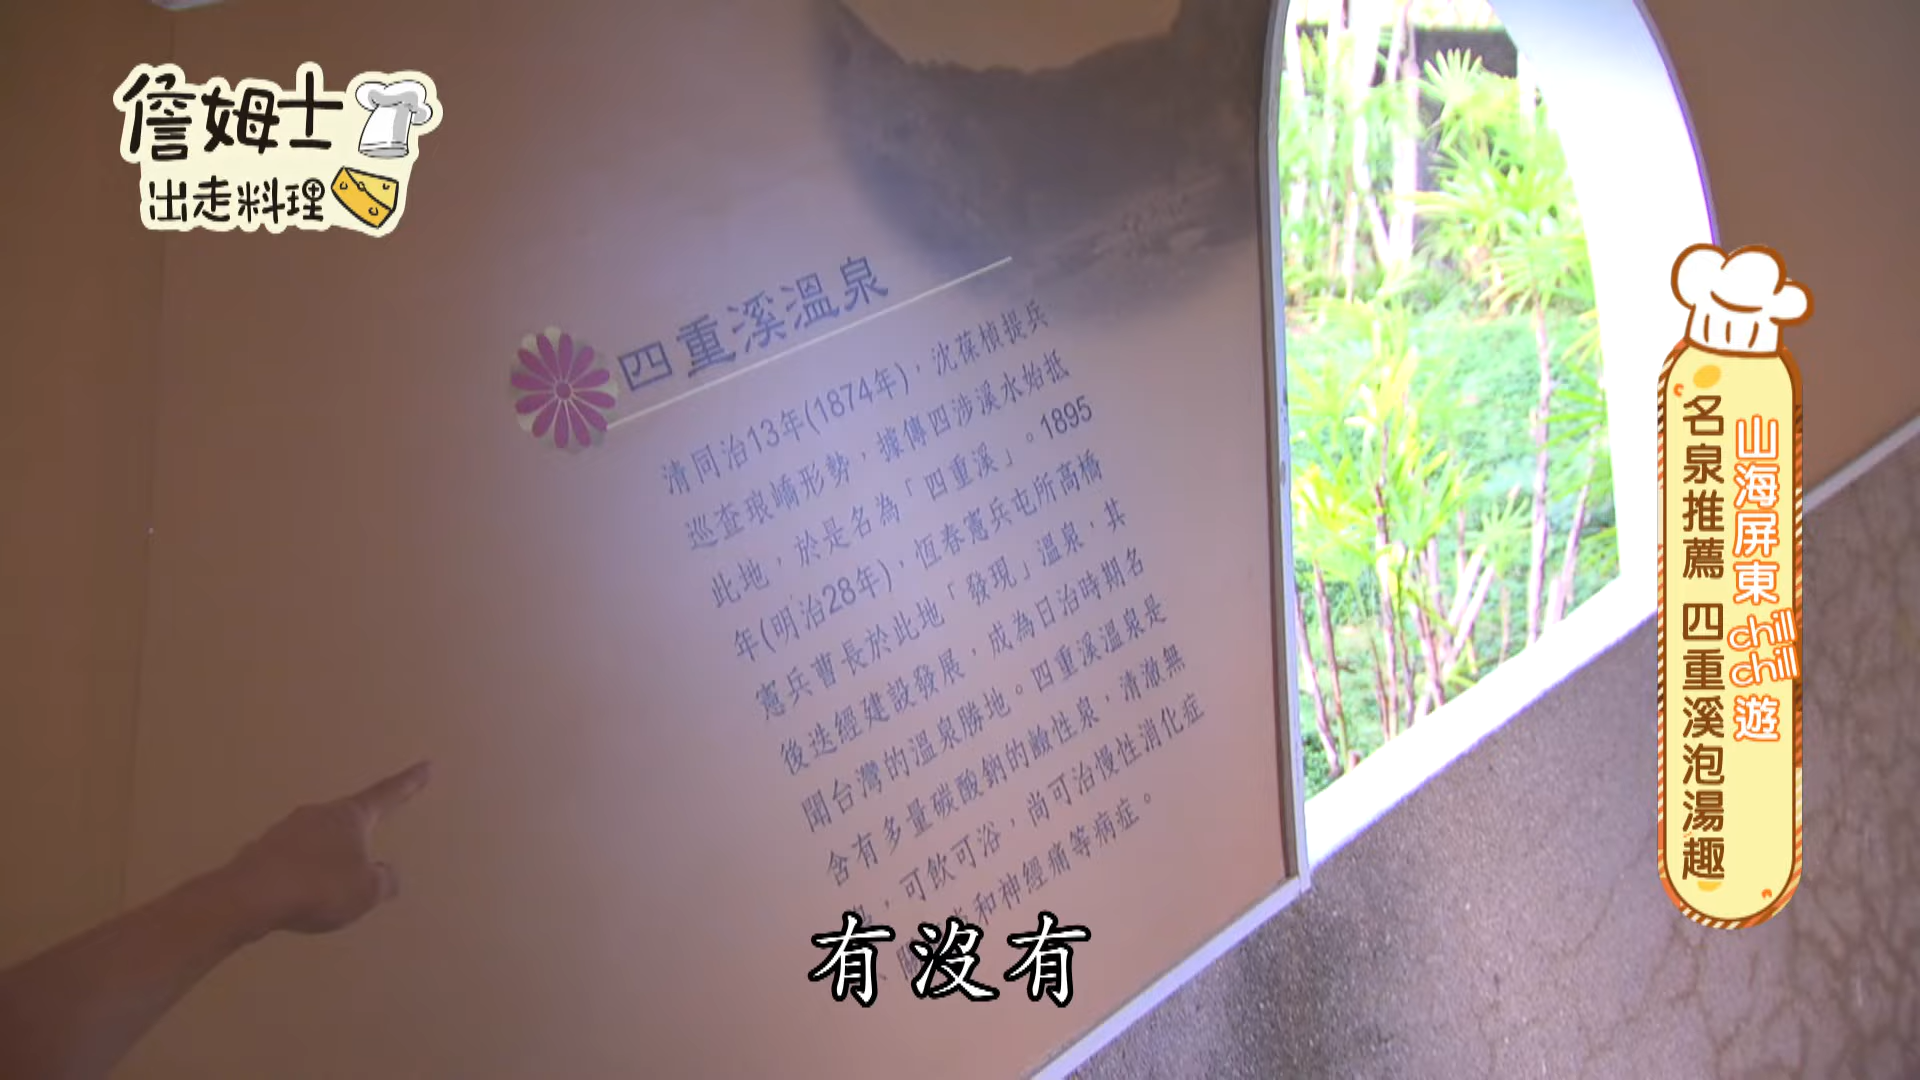 詹姆士
出走料理
四重溪溫泉
清同治13年(1874年)，沈葆楨提兵
巡查琅嶠形勢，據傳四涉溪水始抵
此地，於是名為「四重溪」。1895
年(明治28年)，恆春憲兵屯所高橋
憲兵曹長於此地「發現」溫泉，其
後迭經建設發展，成為日治時期名
聞台灣的溫泉勝地。四重溪溫泉是
含有多量碳酸鈉的鹼性泉，清澈無
，可飲可浴，尚可治慢性消化症
和神經痛等病症。
山海屏東chill chill遊
名泉推薦 四重溪泡湯趣
有沒有